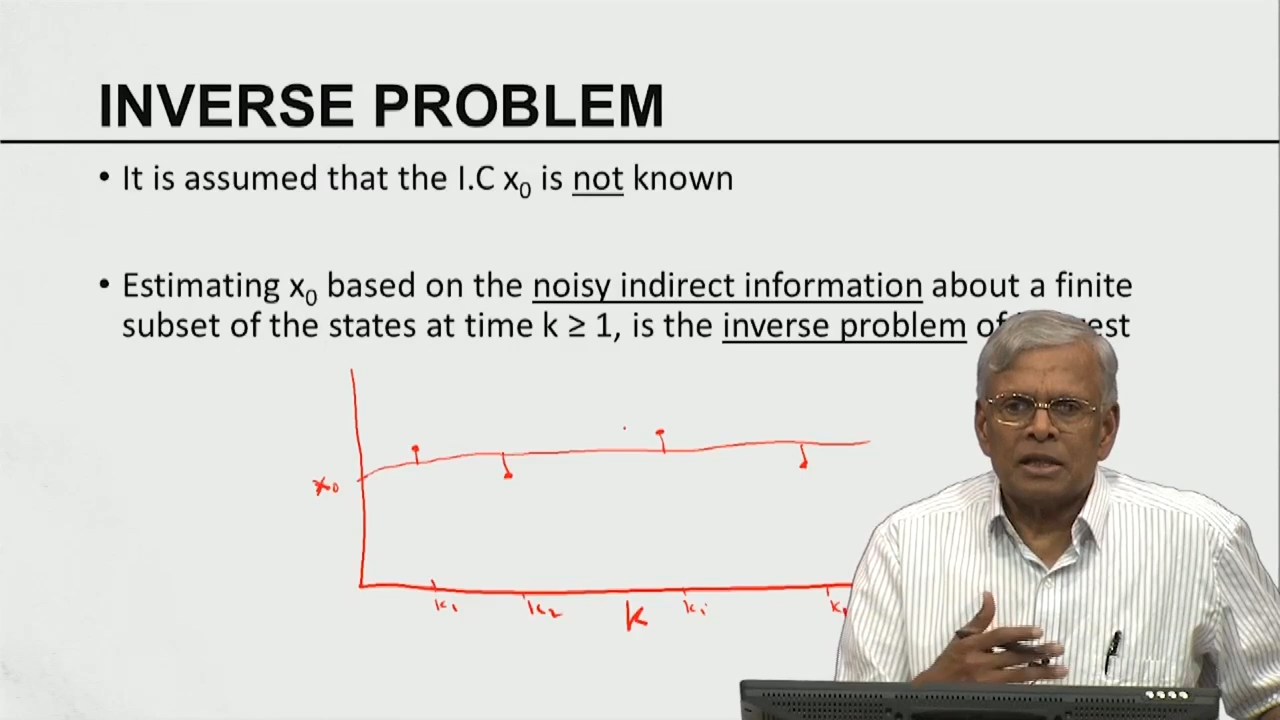 INVERSE PROBLEM
• It is assumed that the I.C x₀ is not known
• Estimating x₀ based on the noisy indirect information about a finite
subset of the states at time k ≥ 1, is the inverse problem of
x₀
k₁ k₂ k kᵢ